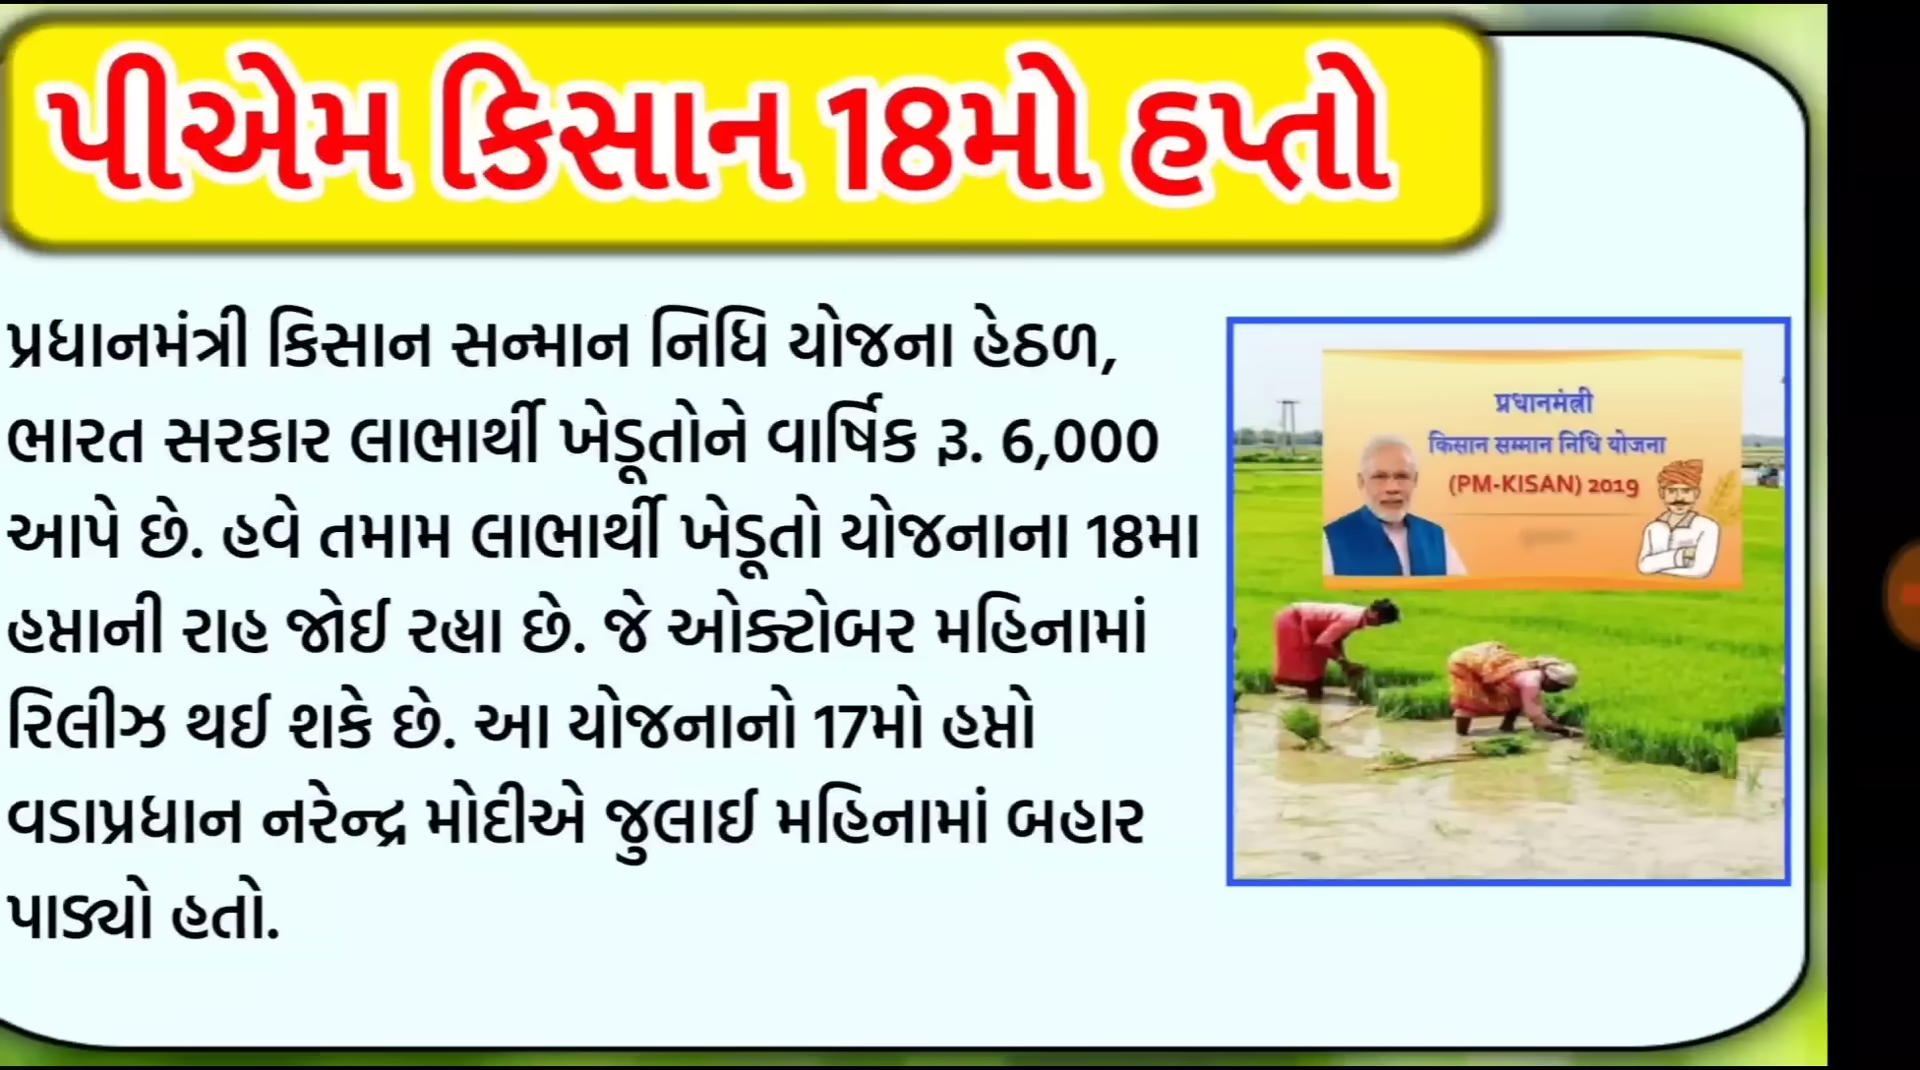 પીએમ કિસાન 18મો હપ્તો
પ્રધાનમંત્રી કિસાન સન્માન નિધિ યોજના હેઠળ,
ભારત સરકાર લાભાર્થી ખેડૂતોને વાર્ષિક રૂ. 6,000
આપે છે. હવે તમામ લાભાર્થી ખેડૂતો યોજનાના 18મા
હપ્તાની રાહ જોઈ રહ્યા છે. જે ઓક્ટોબર મહિનામાં
રિલીઝ થઈ શકે છે. આ યોજનાનો 17મો હપ્તો
વડાપ્રધાન નરેન્દ્ર મોદીએ જુલાઈ મહિનામાં બહાર
પાડ્યો હતો.
प्रधानमंत्री
किसान सम्मान निधि योजना
(PM-KISAN) 2019